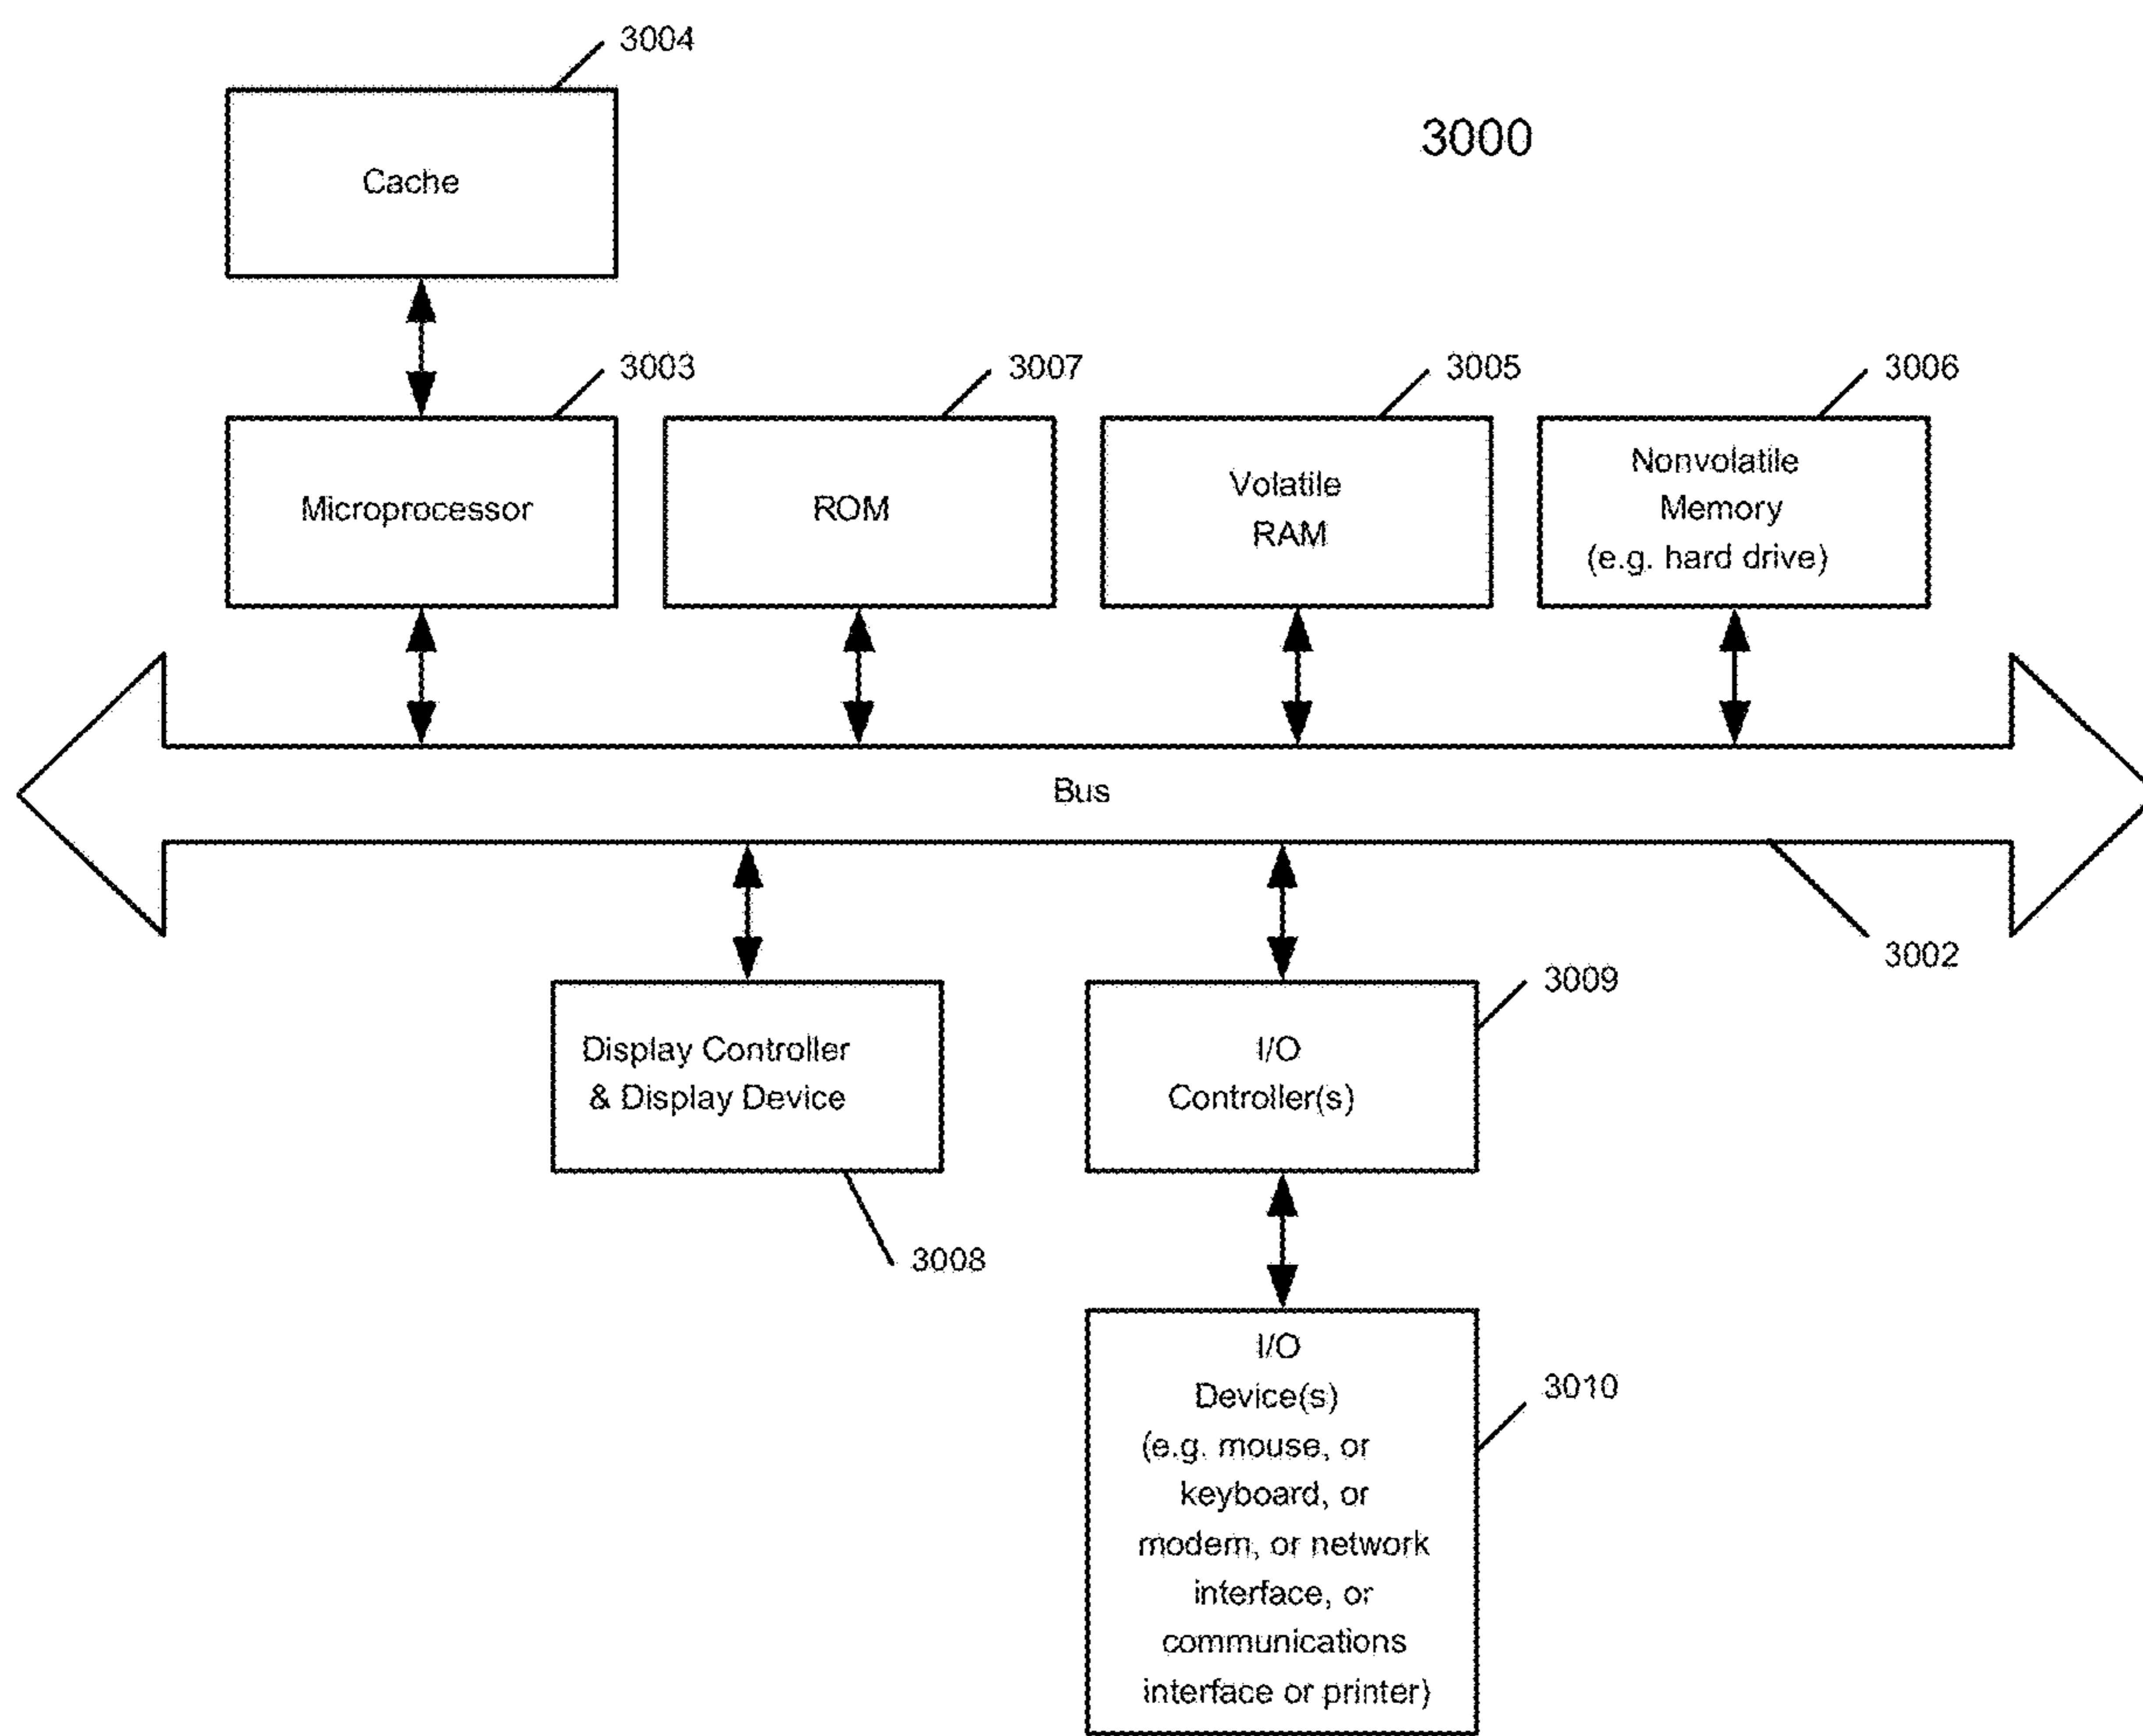 3004
3000
Cache
3003
3007
3005
3006
Microprocessor
ROM
Volatile
RAM
Nonvolatile
Memory
(e.g. hard drive)
Bus
3002
3009
Display Controller
& Display Device
I/O
Controller(s)
3008
I/O
Device(s)
(e.g. mouse, or
keyboard, or
modem, or network
interface, or
communications
interface or printer)
3010